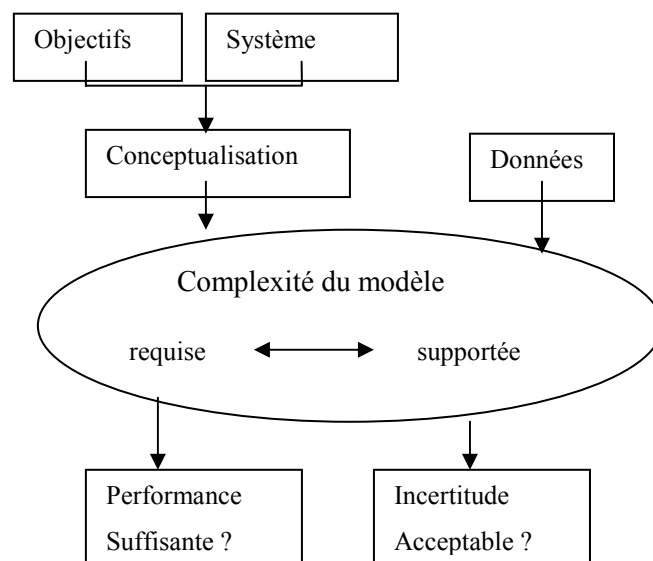 Objectifs
Système
Conceptualisation
Données
Complexité du modèle
requise
supportée
Performance
Suffisante ?
Incertitude
Acceptable ?